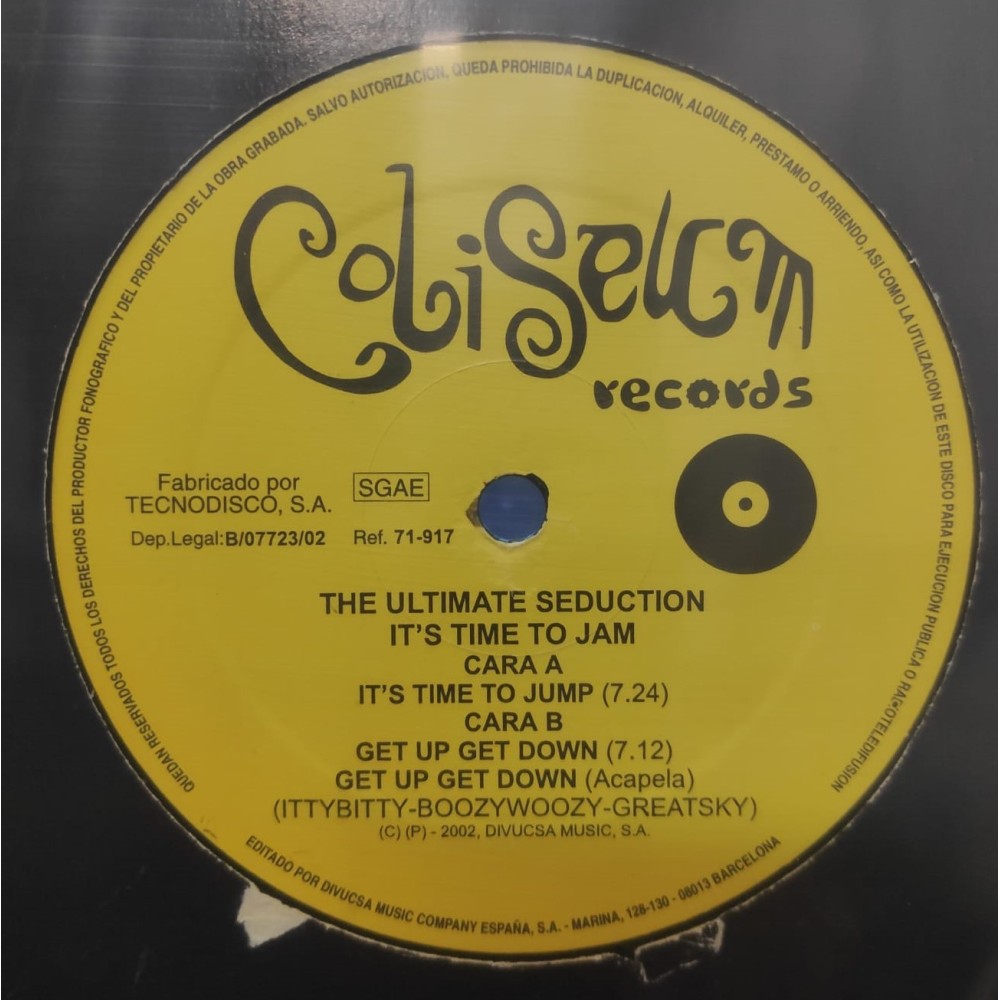 QUEDAN RESERVADOS TODOS LOS DERECHOS DEL PRODUCTOR FONOGRAFICO Y DEL PROPIETARIO DE LA OBRA GRABADA. SALVO AUTORIZACION, QUEDA PROHIBIDA LA DUPLICACION, ALQUILER, PRESTAMO O ARRIENDO, ASI COMO LA UTILIZACION DE ESTE DISCO PARA EJECUCION PUBLICA O RADIOTELEDIFUSION
Coliseum
records
Fabricado por
TECNODISCO, S.A.
SGAE
Dep.Legal:B/07723/02
Ref. 71-917
THE ULTIMATE SEDUCTION
IT'S TIME TO JAM
CARA A
IT'S TIME TO JUMP (7.24)
CARA B
GET UP GET DOWN (7.12)
GET UP GET DOWN (Acapela)
(ITTYBITTY-BOOZYWOOZY-GREATSKY)
(C) (P) - 2002, DIVUCSA MUSIC, S.A.
EDITADO POR DIVUCSA MUSIC COMPANY ESPAÑA, S.A. - MARINA, 128-130 - 08013 BARCELONA